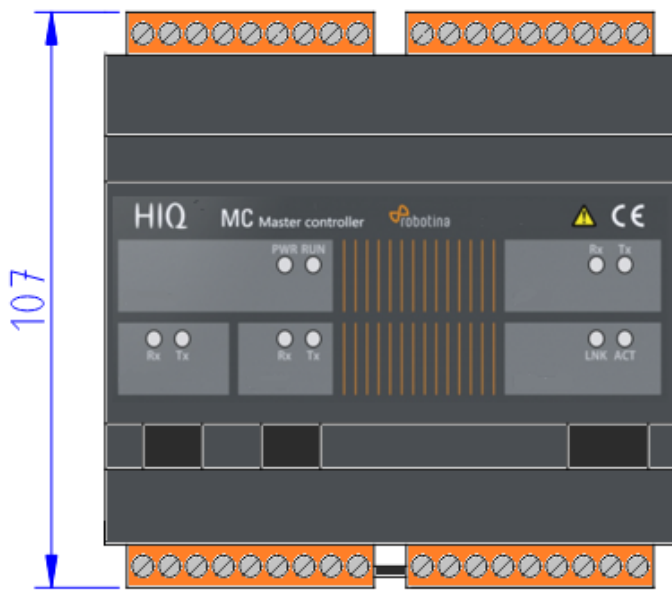 HIQ MC Master controller robotina CE
PWR RUN Rx Tx
107
Rx Tx Rx Tx LNK ACT